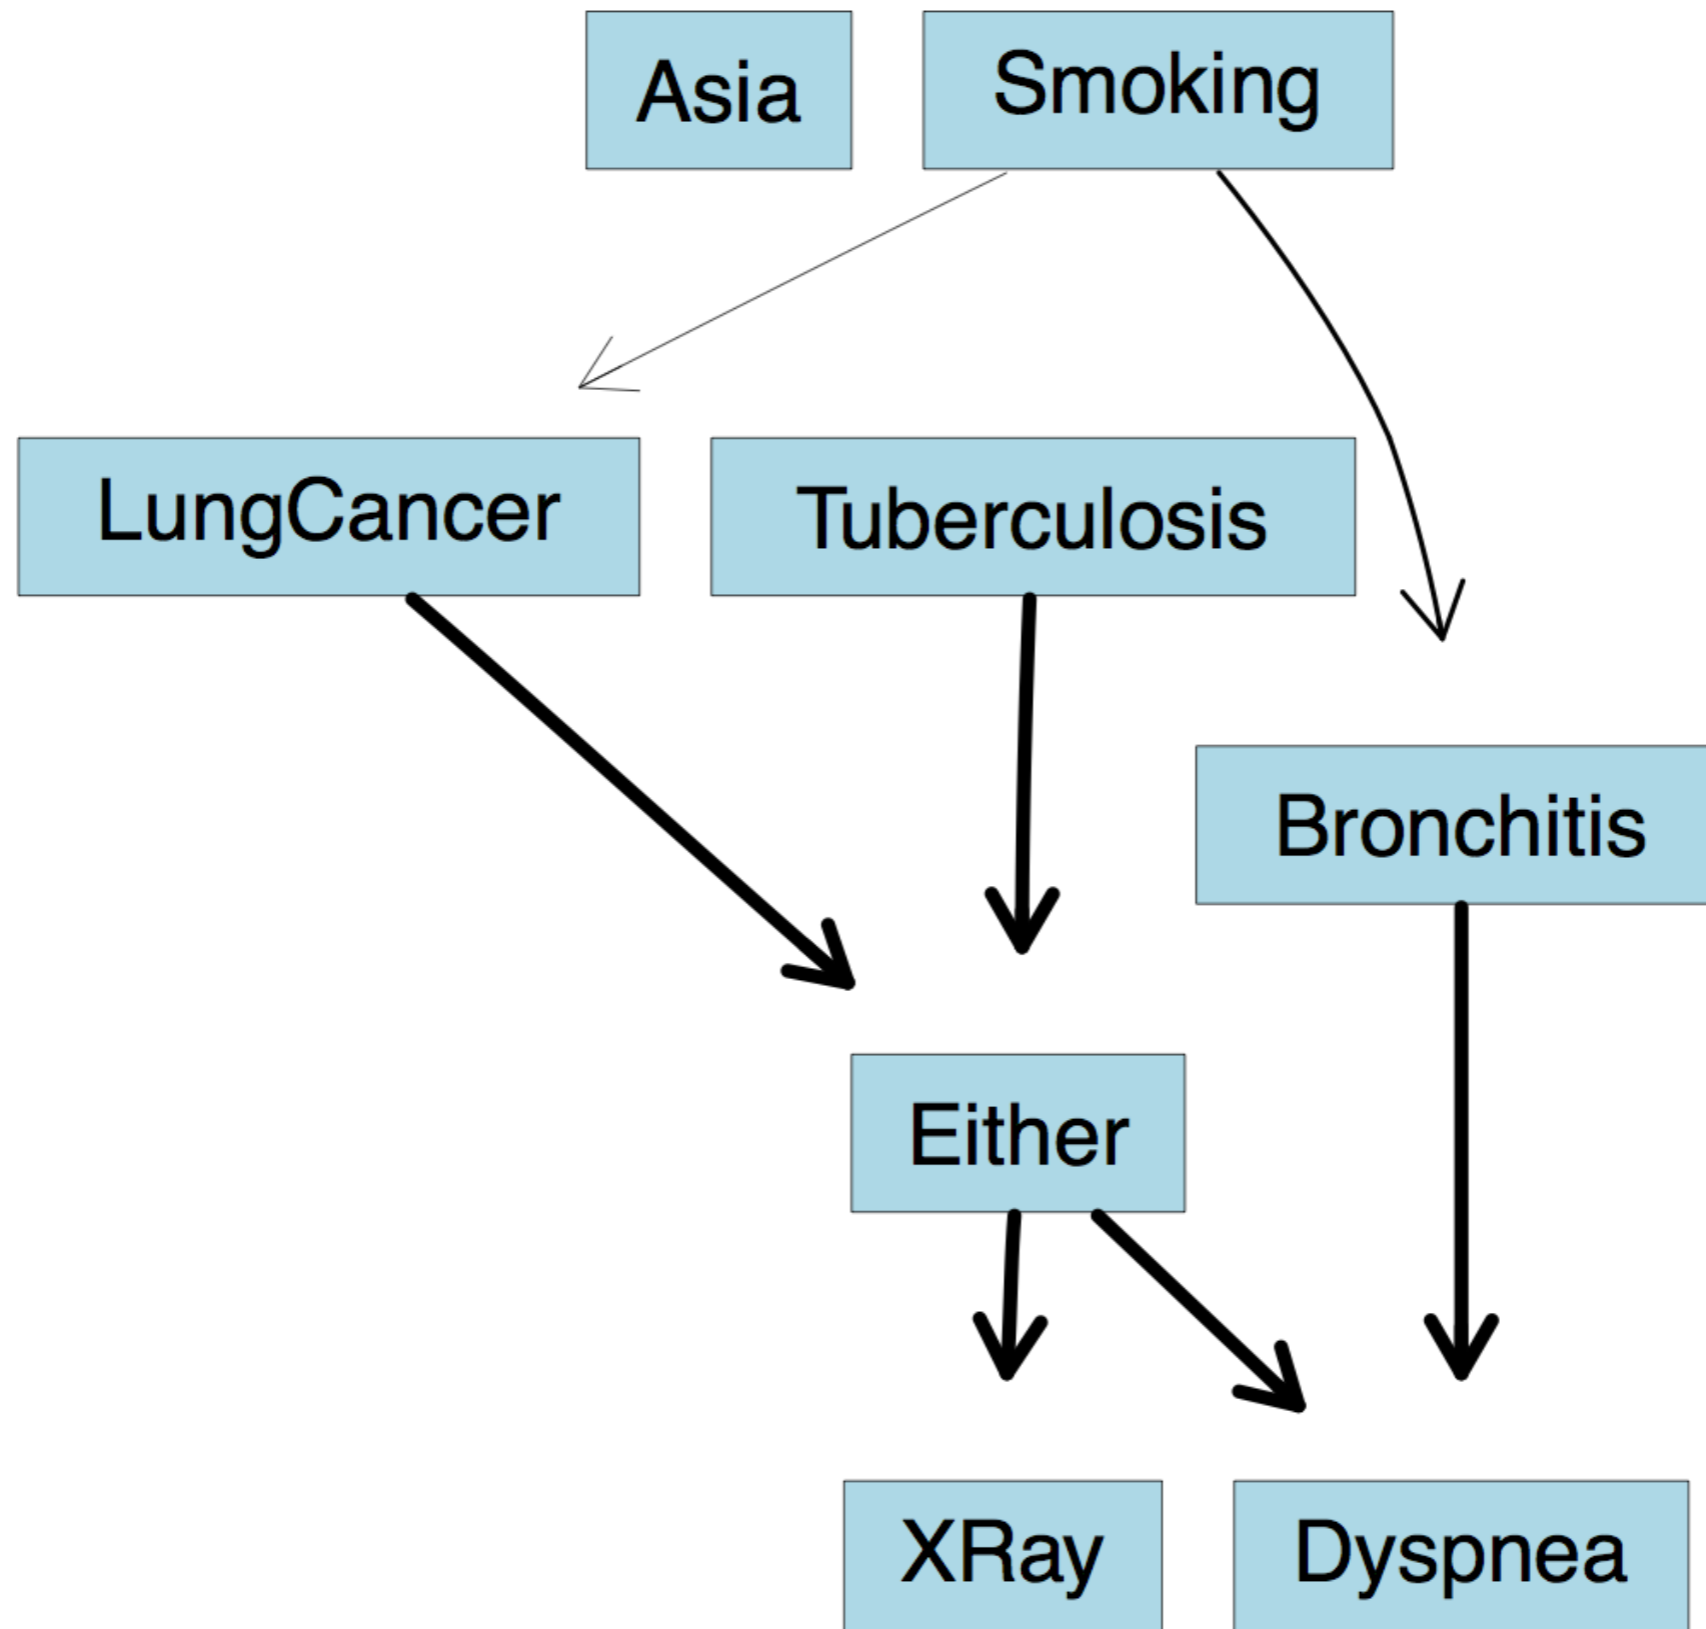 Asia
Smoking
LungCancer
Tuberculosis
Bronchitis
Either
XRay
Dyspnea